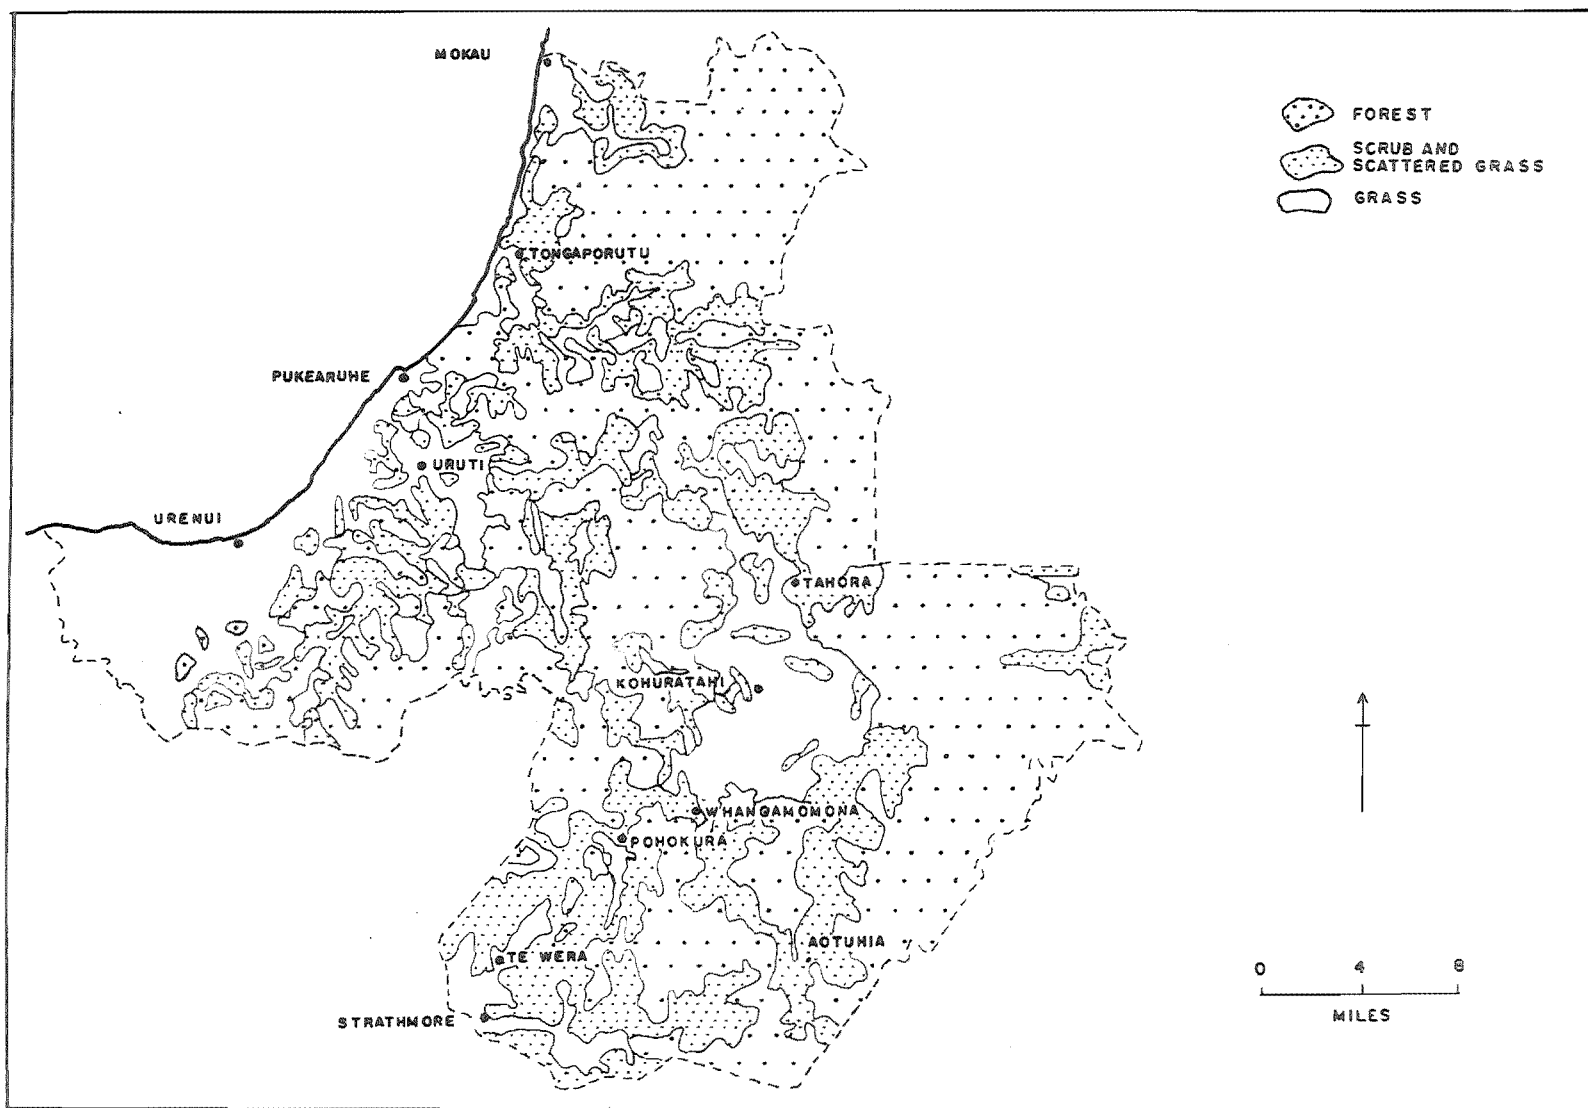 MOKAU
FOREST
SCRUB AND
SCATTERED GRASS
GRASS
TONGAPORUTU
PUKEARUHE
URUTI
URENUI
TAHORA
KOHURATAHI
WHANGAMOMONA
POHOKURA
AOTUHIA
TE WERA
STRATHMORE
0 4 8
MILES